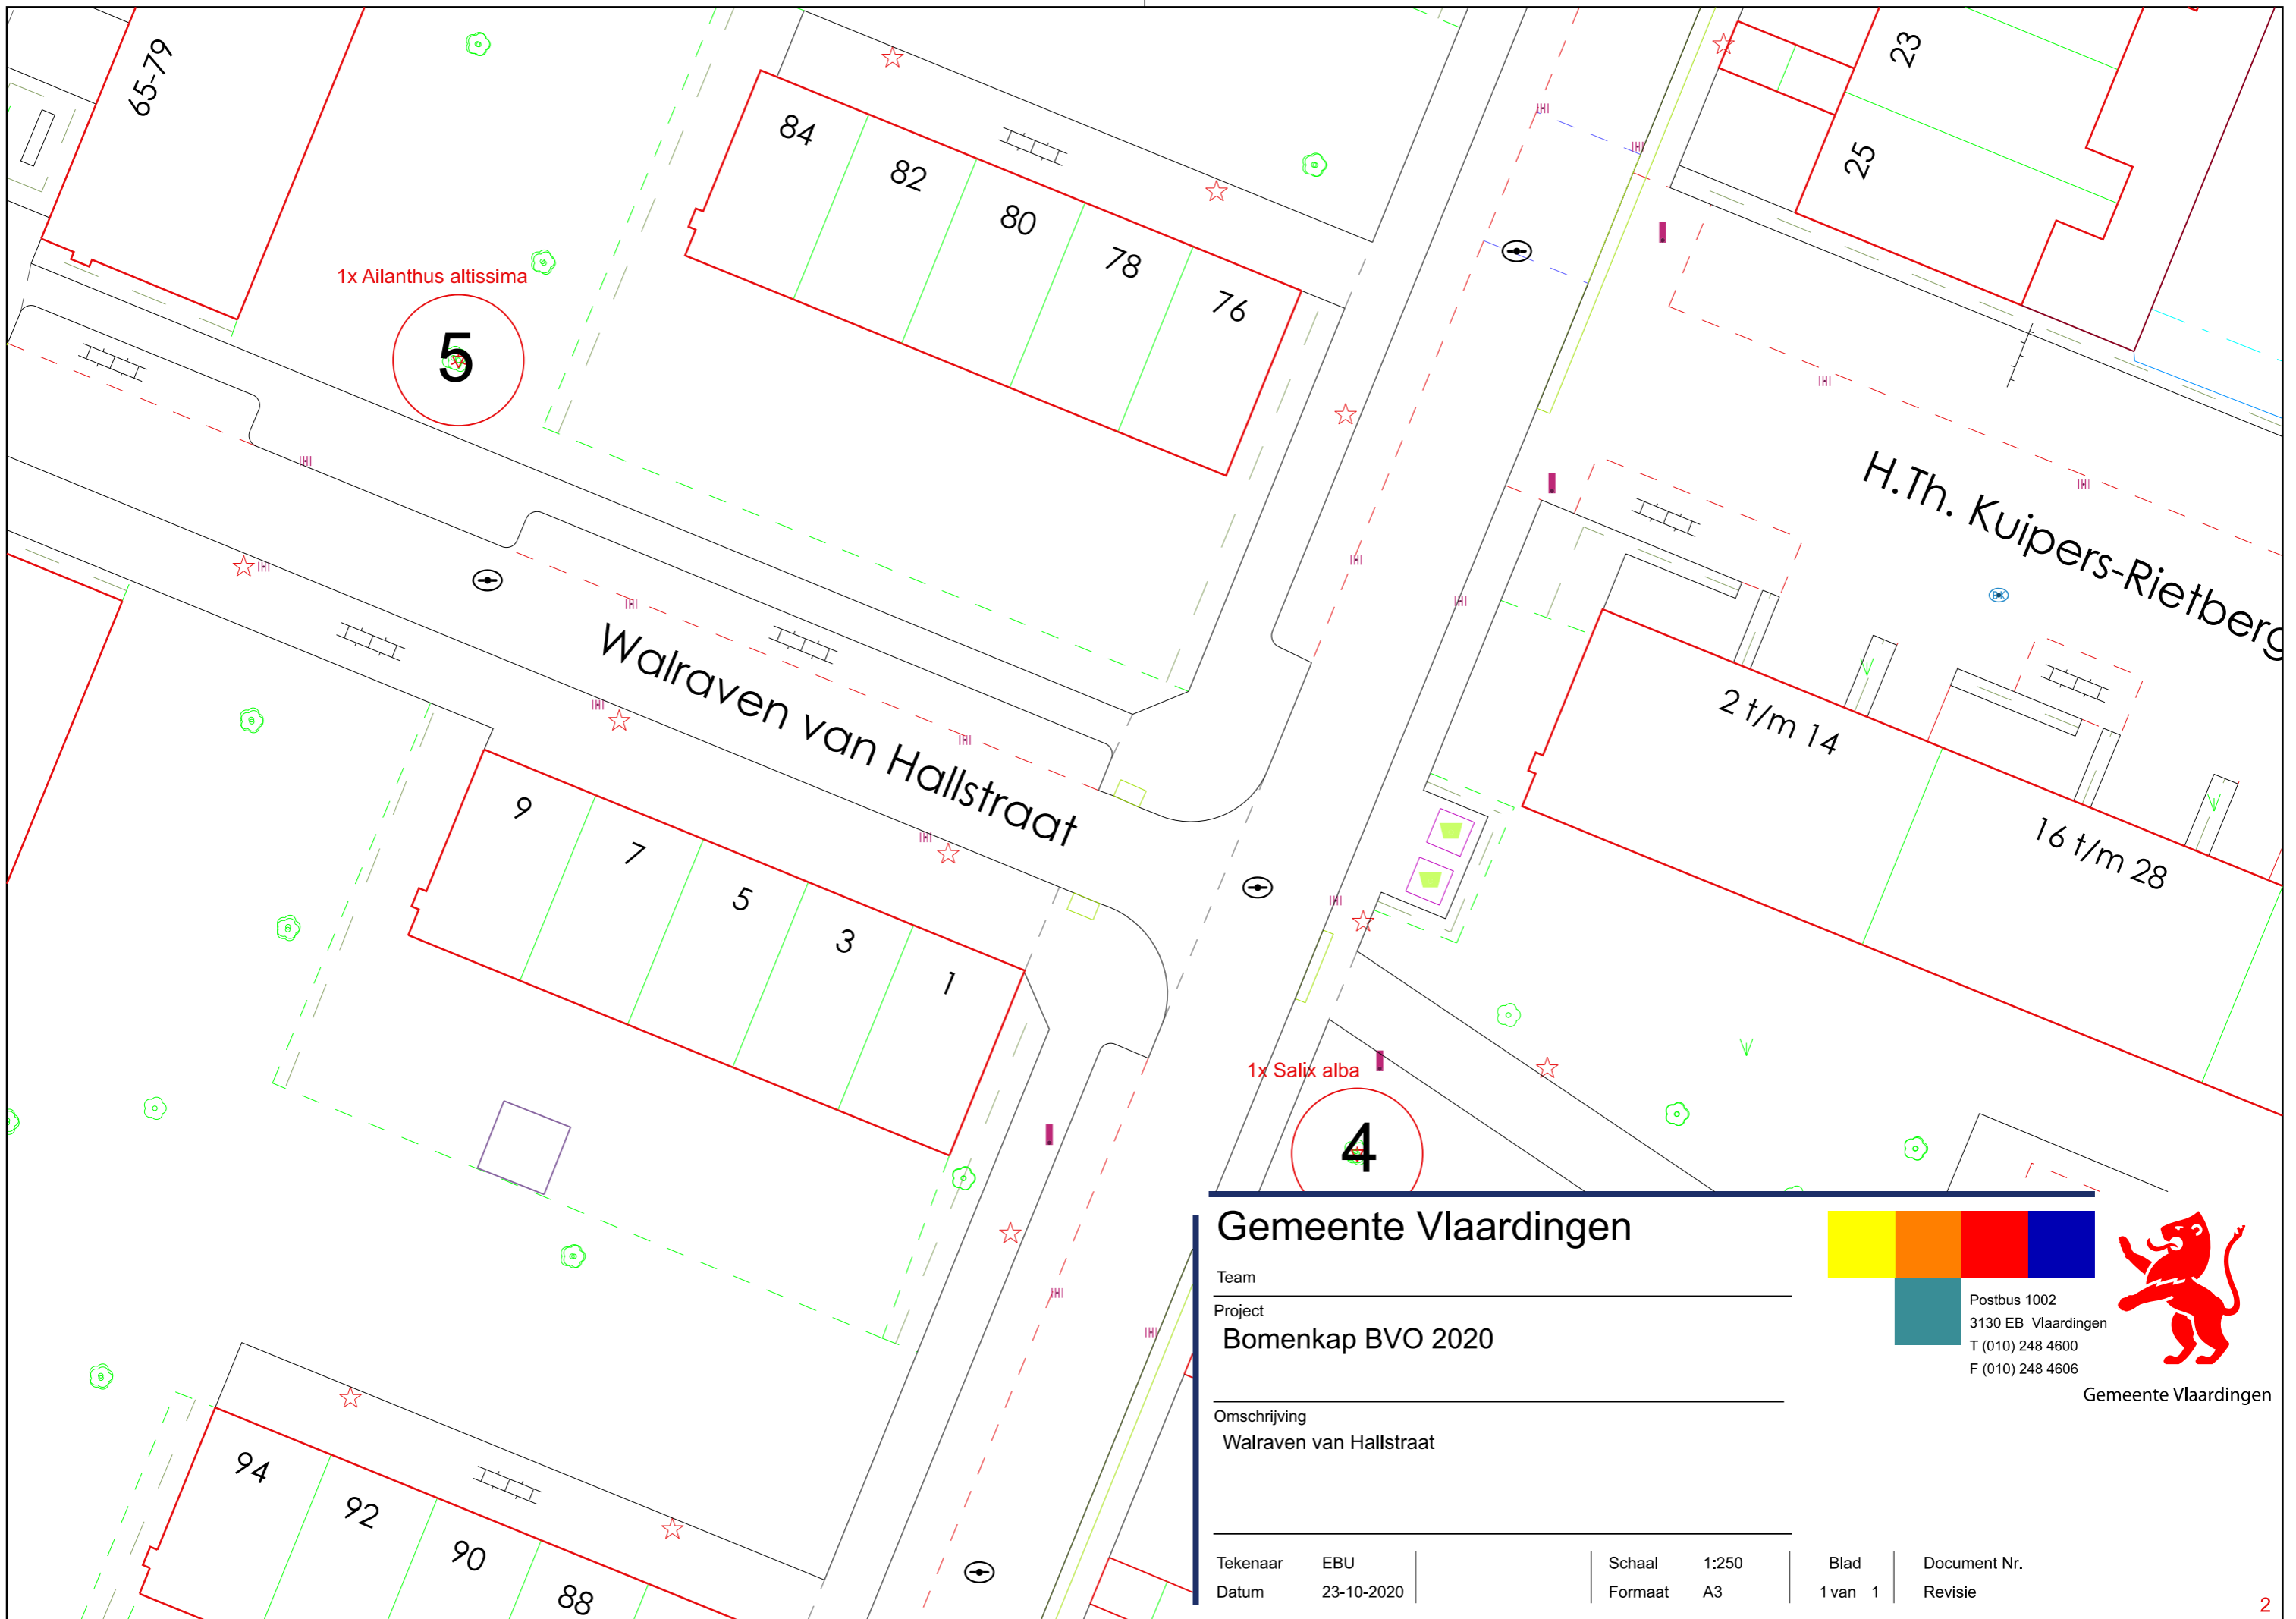 65-79
23
84
82
80
78
76
25
1x Ailanthus altissima
5
H.Th. Kuipers-Rietberg
Walraven van Hallstraat
2 t/m 14
16 t/m 28
9
7
5
3
1
1x Salix alba
4
94
92
90
88
Gemeente Vlaardingen
Team
Project
Bomenkap BVO 2020
Omschrijving
Walraven van Hallstraat
Postbus 1002
3130 EB Vlaardingen
T (010) 248 4600
F (010) 248 4606
Gemeente Vlaardingen
Tekenaar EBU Schaal 1:250 Blad Document Nr.
Datum 23-10-2020 Formaat A3 1 van 1 Revisie
2